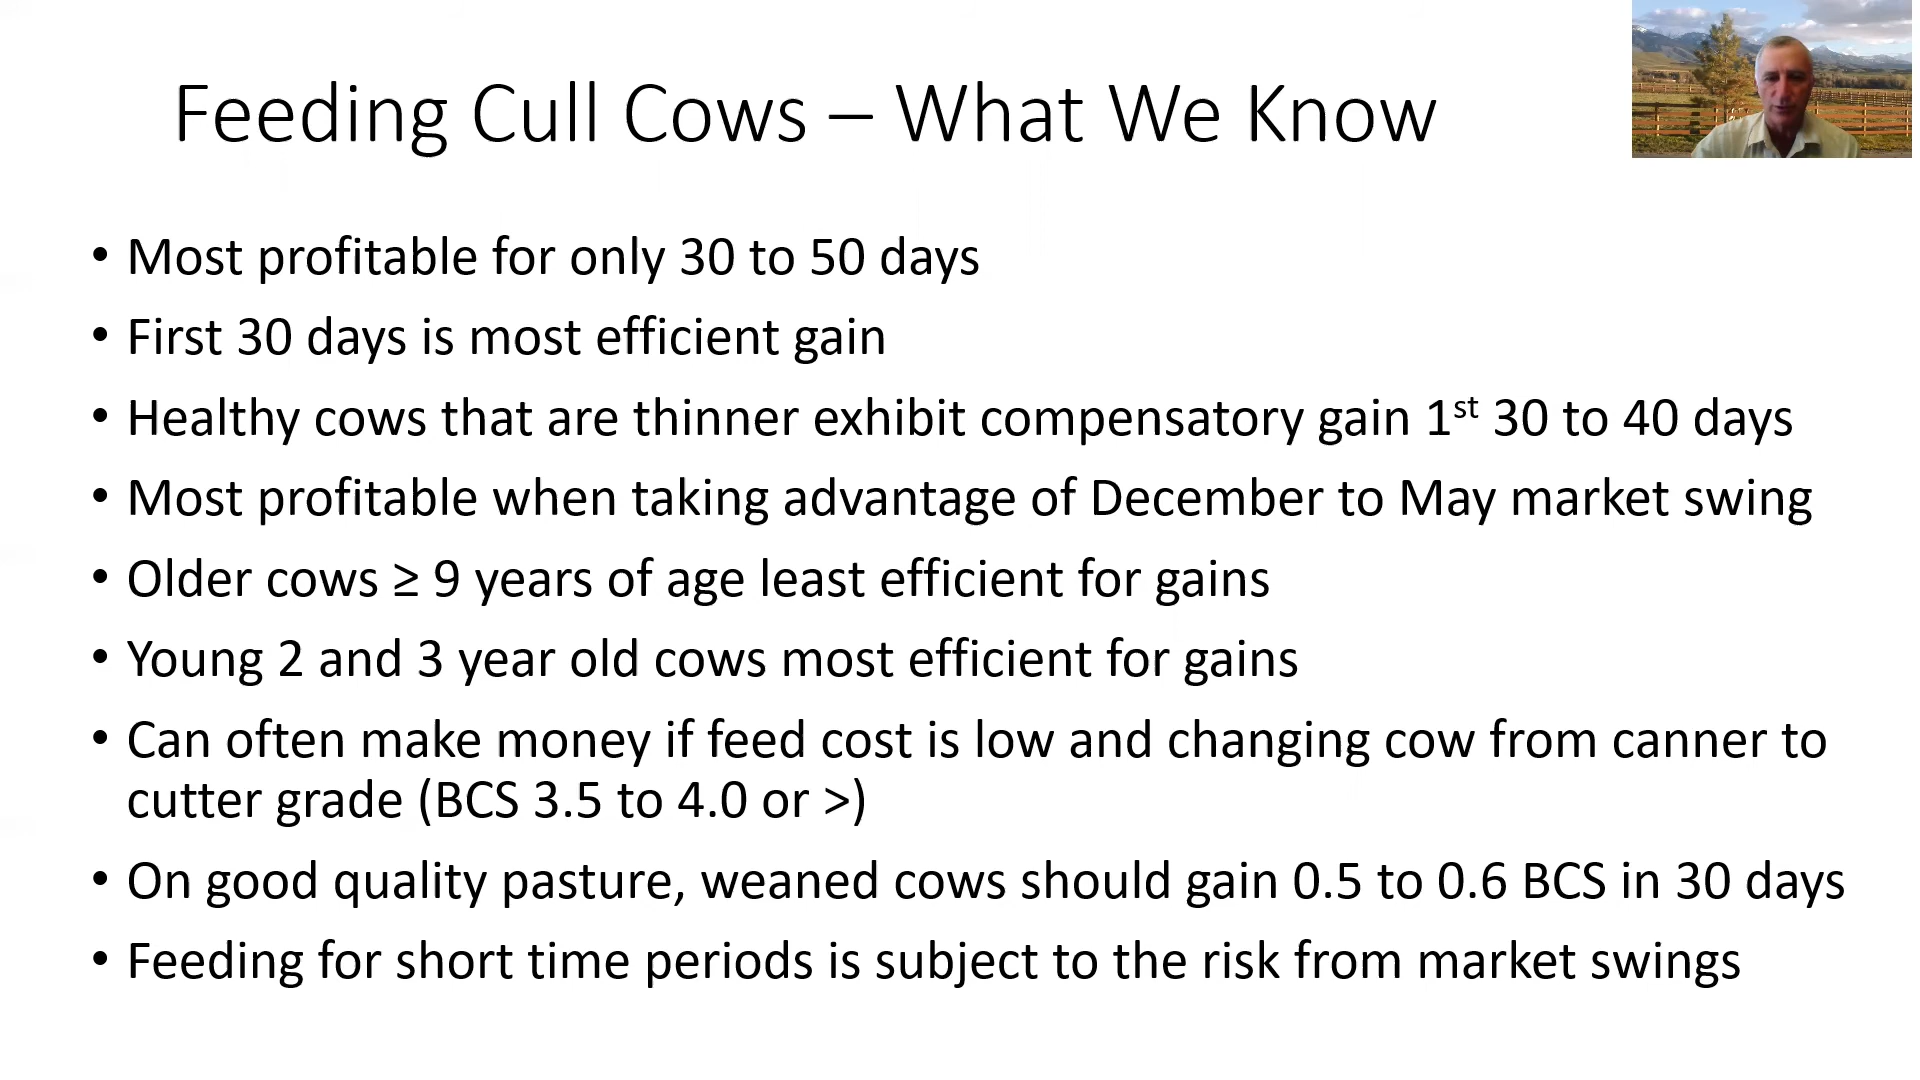 Feeding Cull Cows – What We Know
• Most profitable for only 30 to 50 days
• First 30 days is most efficient gain
• Healthy cows that are thinner exhibit compensatory gain 1st 30 to 40 days
• Most profitable when taking advantage of December to May market swing
• Older cows ≥ 9 years of age least efficient for gains
• Young 2 and 3 year old cows most efficient for gains
• Can often make money if feed cost is low and changing cow from canner to
cutter grade (BCS 3.5 to 4.0 or >)
• On good quality pasture, weaned cows should gain 0.5 to 0.6 BCS in 30 days
• Feeding for short time periods is subject to the risk from market swings